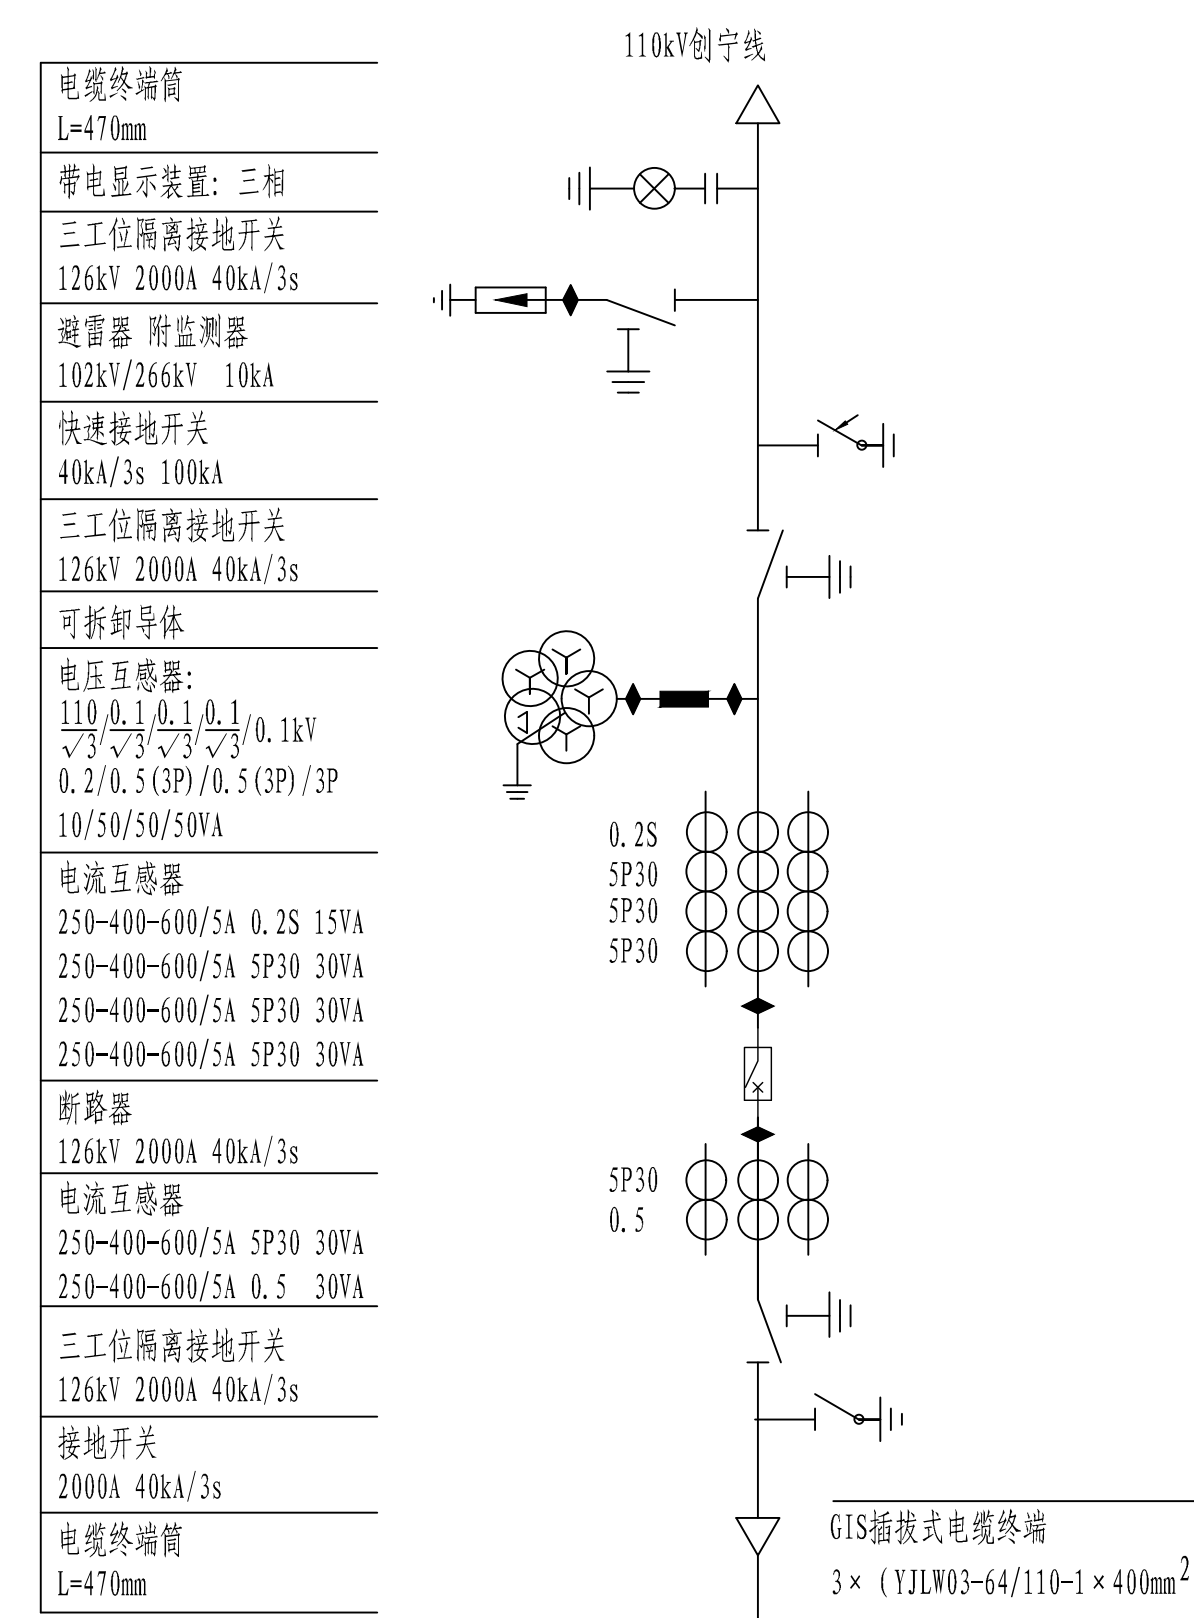 110kV创宁线
电缆终端筒
L=470mm
带电显示装置: 三相
三工位隔离接地开关
126kV 2000A 40kA/3s
避雷器 附监测器
102kV/266kV 10kA
快速接地开关
40kA/3s 100kA
三工位隔离接地开关
126kV 2000A 40kA/3s
可拆卸导体
电压互感器:
110/√3/0.1/√3/0.1/√3/0.1/√3/0.1kV
0.2/0.5(3P)/0.5(3P)/3P
10/50/50/50VA
电流互感器
250-400-600/5A 0.2S 15VA
250-400-600/5A 5P30 30VA
250-400-600/5A 5P30 30VA
250-400-600/5A 5P30 30VA
断路器
126kV 2000A 40kA/3s
电流互感器
250-400-600/5A 5P30 30VA
250-400-600/5A 0.5 30VA
三工位隔离接地开关
126kV 2000A 40kA/3s
接地开关
2000A 40kA/3s
电缆终端筒
L=470mm
0.2S
5P30
5P30
5P30
5P30
0.5
GIS插拔式电缆终端
3×(YJLW03-64/110-1×400mm²